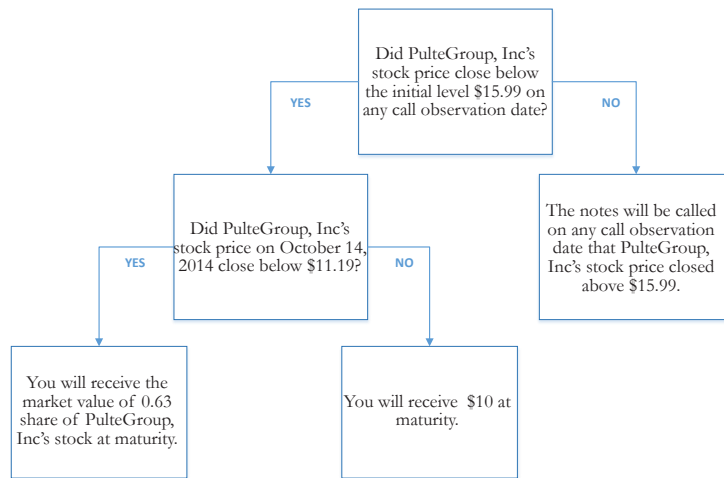 Did PulteGroup, Inc's
stock price close below
the initial level $15.99 on
any call observation date?
YES
NO
Did PulteGroup, Inc's
stock price on October 14,
2014 close below $11.19?
The notes will be called
on any call observation
date that PulteGroup,
Inc's stock price closed
above $15.99.
YES
NO
You will receive the
market value of 0.63
share of PulteGroup,
Inc's stock at maturity.
You will receive $10 at
maturity.